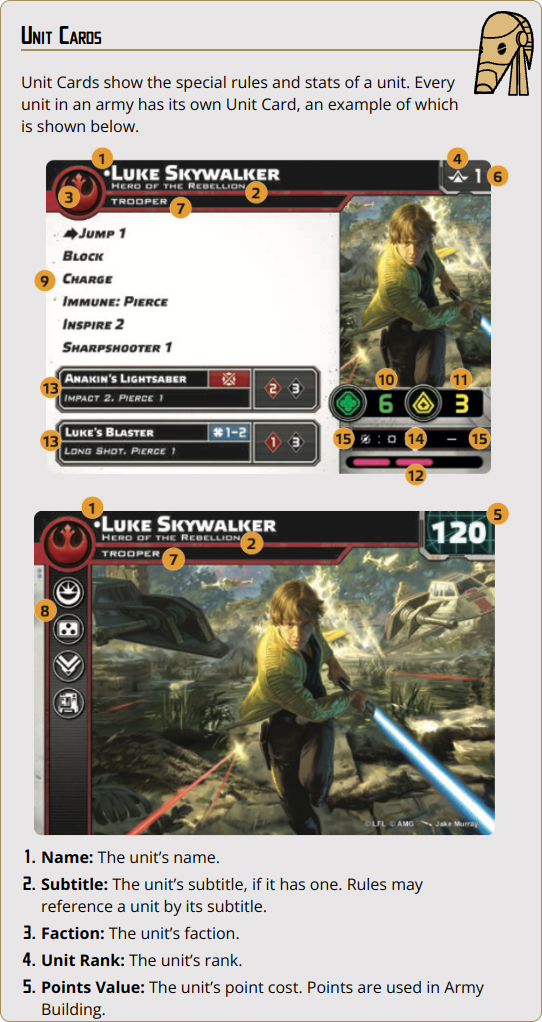 UNIT CARDS
Unit Cards show the special rules and stats of a unit. Every
unit in an army has its own Unit Card, an example of which
is shown below.
1
•LUKE SKYWALKER
HERO OF THE REBELLION
2
3
TROOPER
7
4
1
6
JUMP 1
BLOCK
9
CHARGE
IMMUNE: PIERCE
INSPIRE 2
SHARPSHOOTER 1
13
ANAKIN'S LIGHTSABER
IMPACT 2, PIERCE 1
2
3
13
LUKE'S BLASTER
1-2
LONG SHOT, PIERCE 1
1
3
10
11
6
3
15
:
14
–
15
12
1
•LUKE SKYWALKER
HERO OF THE REBELLION
2
TROOPER
7
120
5
8
©LFL © AMG Jake Murray
1. Name: The unit's name.
2. Subtitle: The unit's subtitle, if it has one. Rules may
reference a unit by its subtitle.
3. Faction: The unit's faction.
4. Unit Rank: The unit's rank.
5. Points Value: The unit's point cost. Points are used in Army
Building.